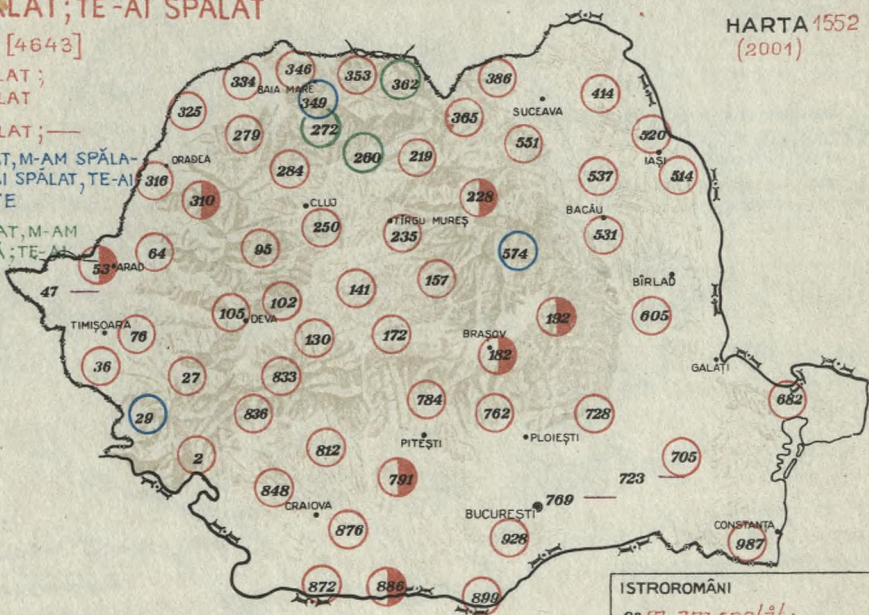 ĂLAT; TE-AI SPĂLAT
HARTA 1552
(2001)
[4643]
LAT;
LAT
LAT; —
AT, M-AM SPĂLA-
AI SPĂLAT, TE-AI
TE
AT, M-AM
Ă; TE-AI
346
353
362
386
334
BAIA MARE
349
414
325
SUCEAVA
365
272
279
551
520
IAȘI
260
219
ORADEA
284
537
514
316
310
228
CLUJ
BACĂU
TÎRGU MUREȘ
250
235
531
95
64
574
53
ARAD
BÎRLAD
157
47
141
102
105
DEVA
192
605
TIMIȘOARA
76
130
172
BRAȘOV
182
36
GALAȚI
27
833
784
762
728
682
29
836
PITEȘTI
PLOIEȘTI
812
2
705
791
723
848
769
CRAIOVA
BUCUREȘTI
876
CONSTANȚA
928
987
872
886
899
ISTROROMÂNI